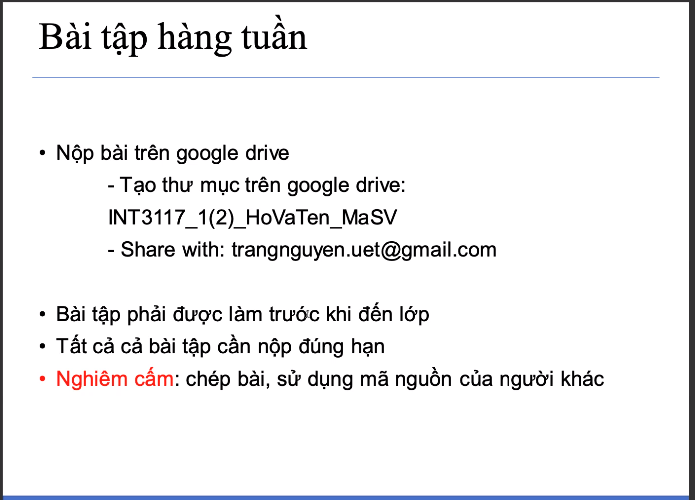 Bài tập hàng tuần
• Nộp bài trên google drive
- Tạo thư mục trên google drive:
INT3117_1(2)_HoVaTen_MaSV
- Share with: trangnguyen.uet@gmail.com
• Bài tập phải được làm trước khi đến lớp
• Tất cả cả bài tập cần nộp đúng hạn
• Nghiêm cấm: chép bài, sử dụng mã nguồn của người khác